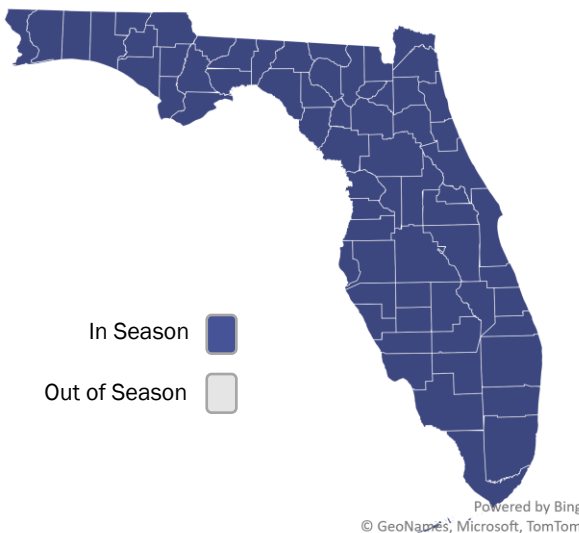 In Season
Out of Season
Powered by Bing
© GeoNames, Microsoft, TomTom